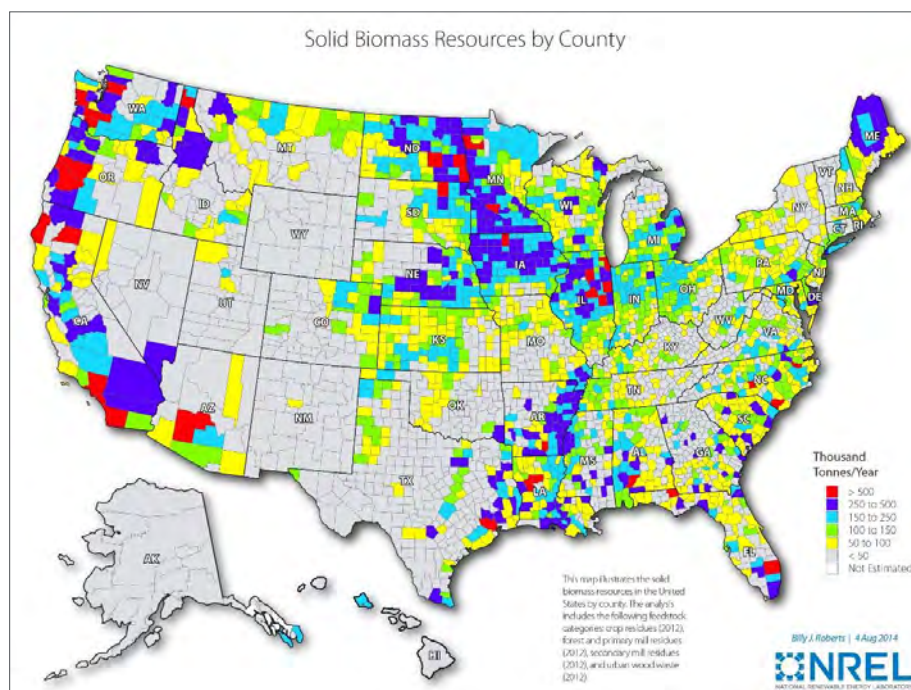 Solid Biomass Resources by County
WA
MT
ND
MN
ME
OR
ID
SD
WI
VT
NH
NY
MA
CT
RI
WY
MI
IA
NE
PA
NJ
NV
UT
IL
IN
OH
MD
DE
CA
CO
WV
VA
KS
MO
KY
NC
TN
AZ
NM
OK
AR
SC
MS
AL
GA
TX
LA
FL
AK
HI
Thousand
Tonnes/Year
> 500
250 to 500
150 to 250
100 to 150
50 to 100
< 50
Not Estimated
This map illustrates the solid
biomass resources in the United
States by county. The analysis
includes the following feedstock
categories: crop residues (2012),
forest and primary mill residues
(2012), secondary mill residues
(2012), and urban wood waste
(2012).
Billy J. Roberts | 4 Aug 2014
NREL
NATIONAL RENEWABLE ENERGY LABORATORY